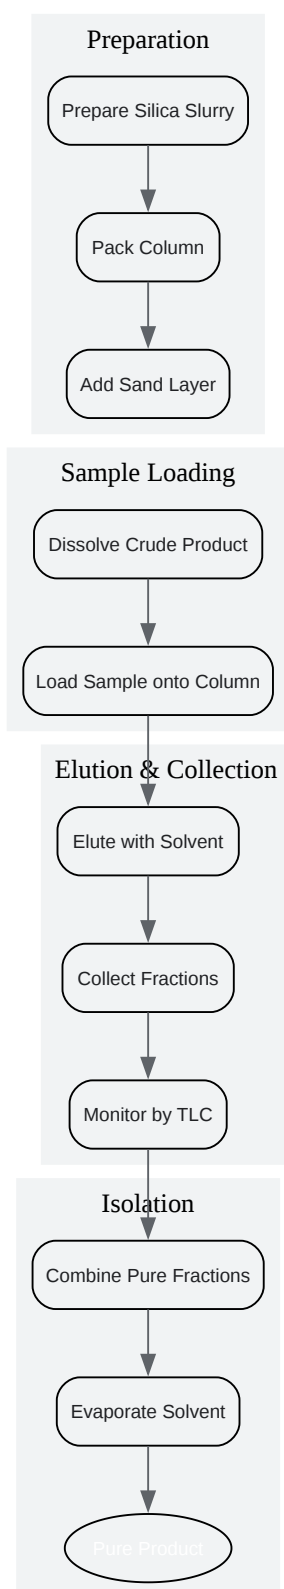 Preparation
Prepare Silica Slurry
Pack Column
Add Sand Layer
Sample Loading
Dissolve Crude Product
Load Sample onto Column
Elution & Collection
Elute with Solvent
Collect Fractions
Monitor by TLC
Isolation
Combine Pure Fractions
Evaporate Solvent
Pure Product